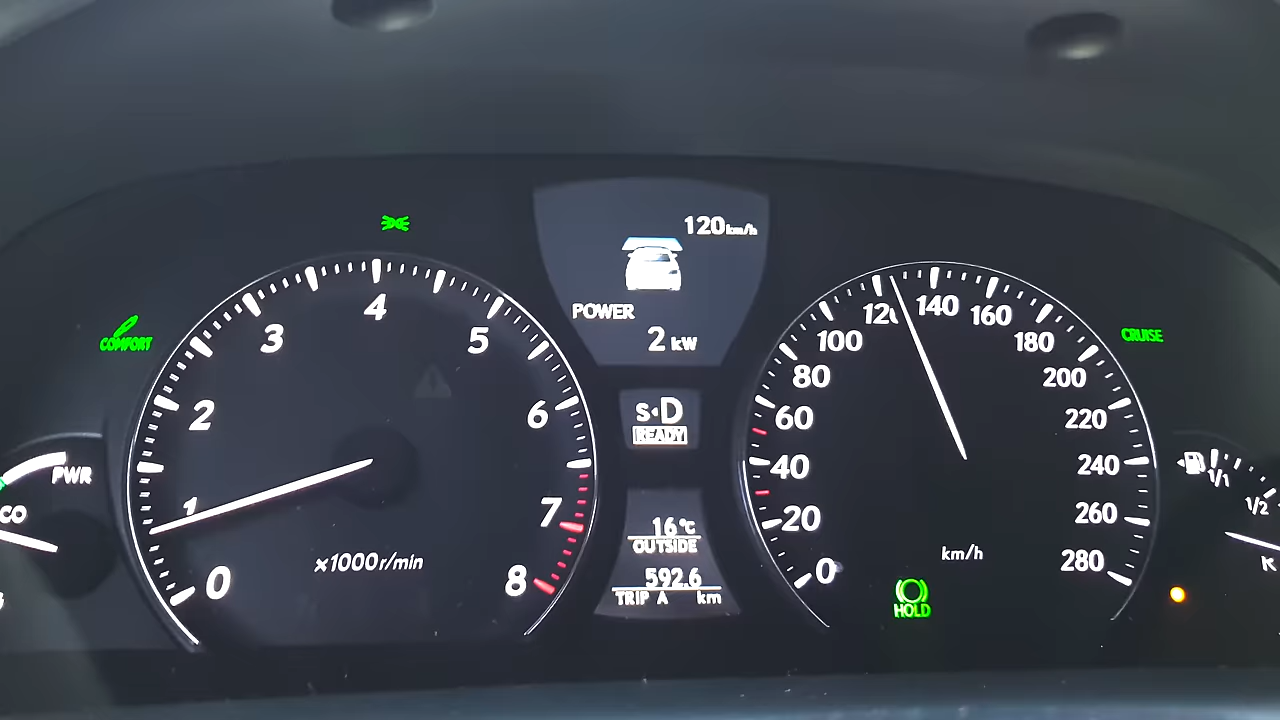 120km/h
POWER
2 kW
COMFORT
CRUISE
0
1
2
3
4
5
6
7
8
x1000r/min
S◂D
READY
16℃
OUTSIDE
592.6
TRIP A km
0
20
40
60
80
100
140
160
180
200
220
240
260
280
km/h
HOLD
PWR
1/1
1/2